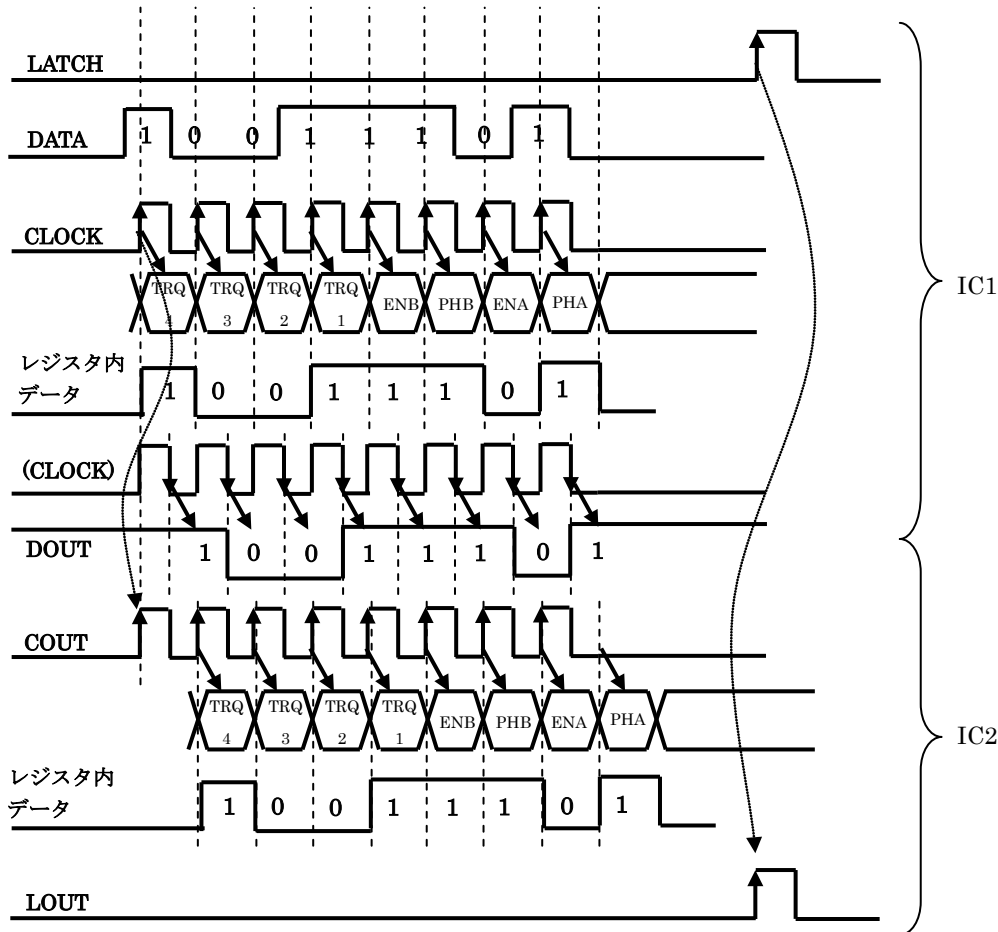 LATCH
DATA
1 0 0 1 1 1 0 1
CLOCK
TRQ 4 TRQ 3 TRQ 2 TRQ 1 ENB PHB ENA PHA
IC1
レジスタ内
データ
1 0 0 1 1 1 0 1
(CLOCK)
DOUT
1 0 0 1 1 1 0 1
COUT
TRQ 4 TRQ 3 TRQ 2 TRQ 1 ENB PHB ENA PHA
IC2
レジスタ内
データ
1 0 0 1 1 1 0 1
LOUT